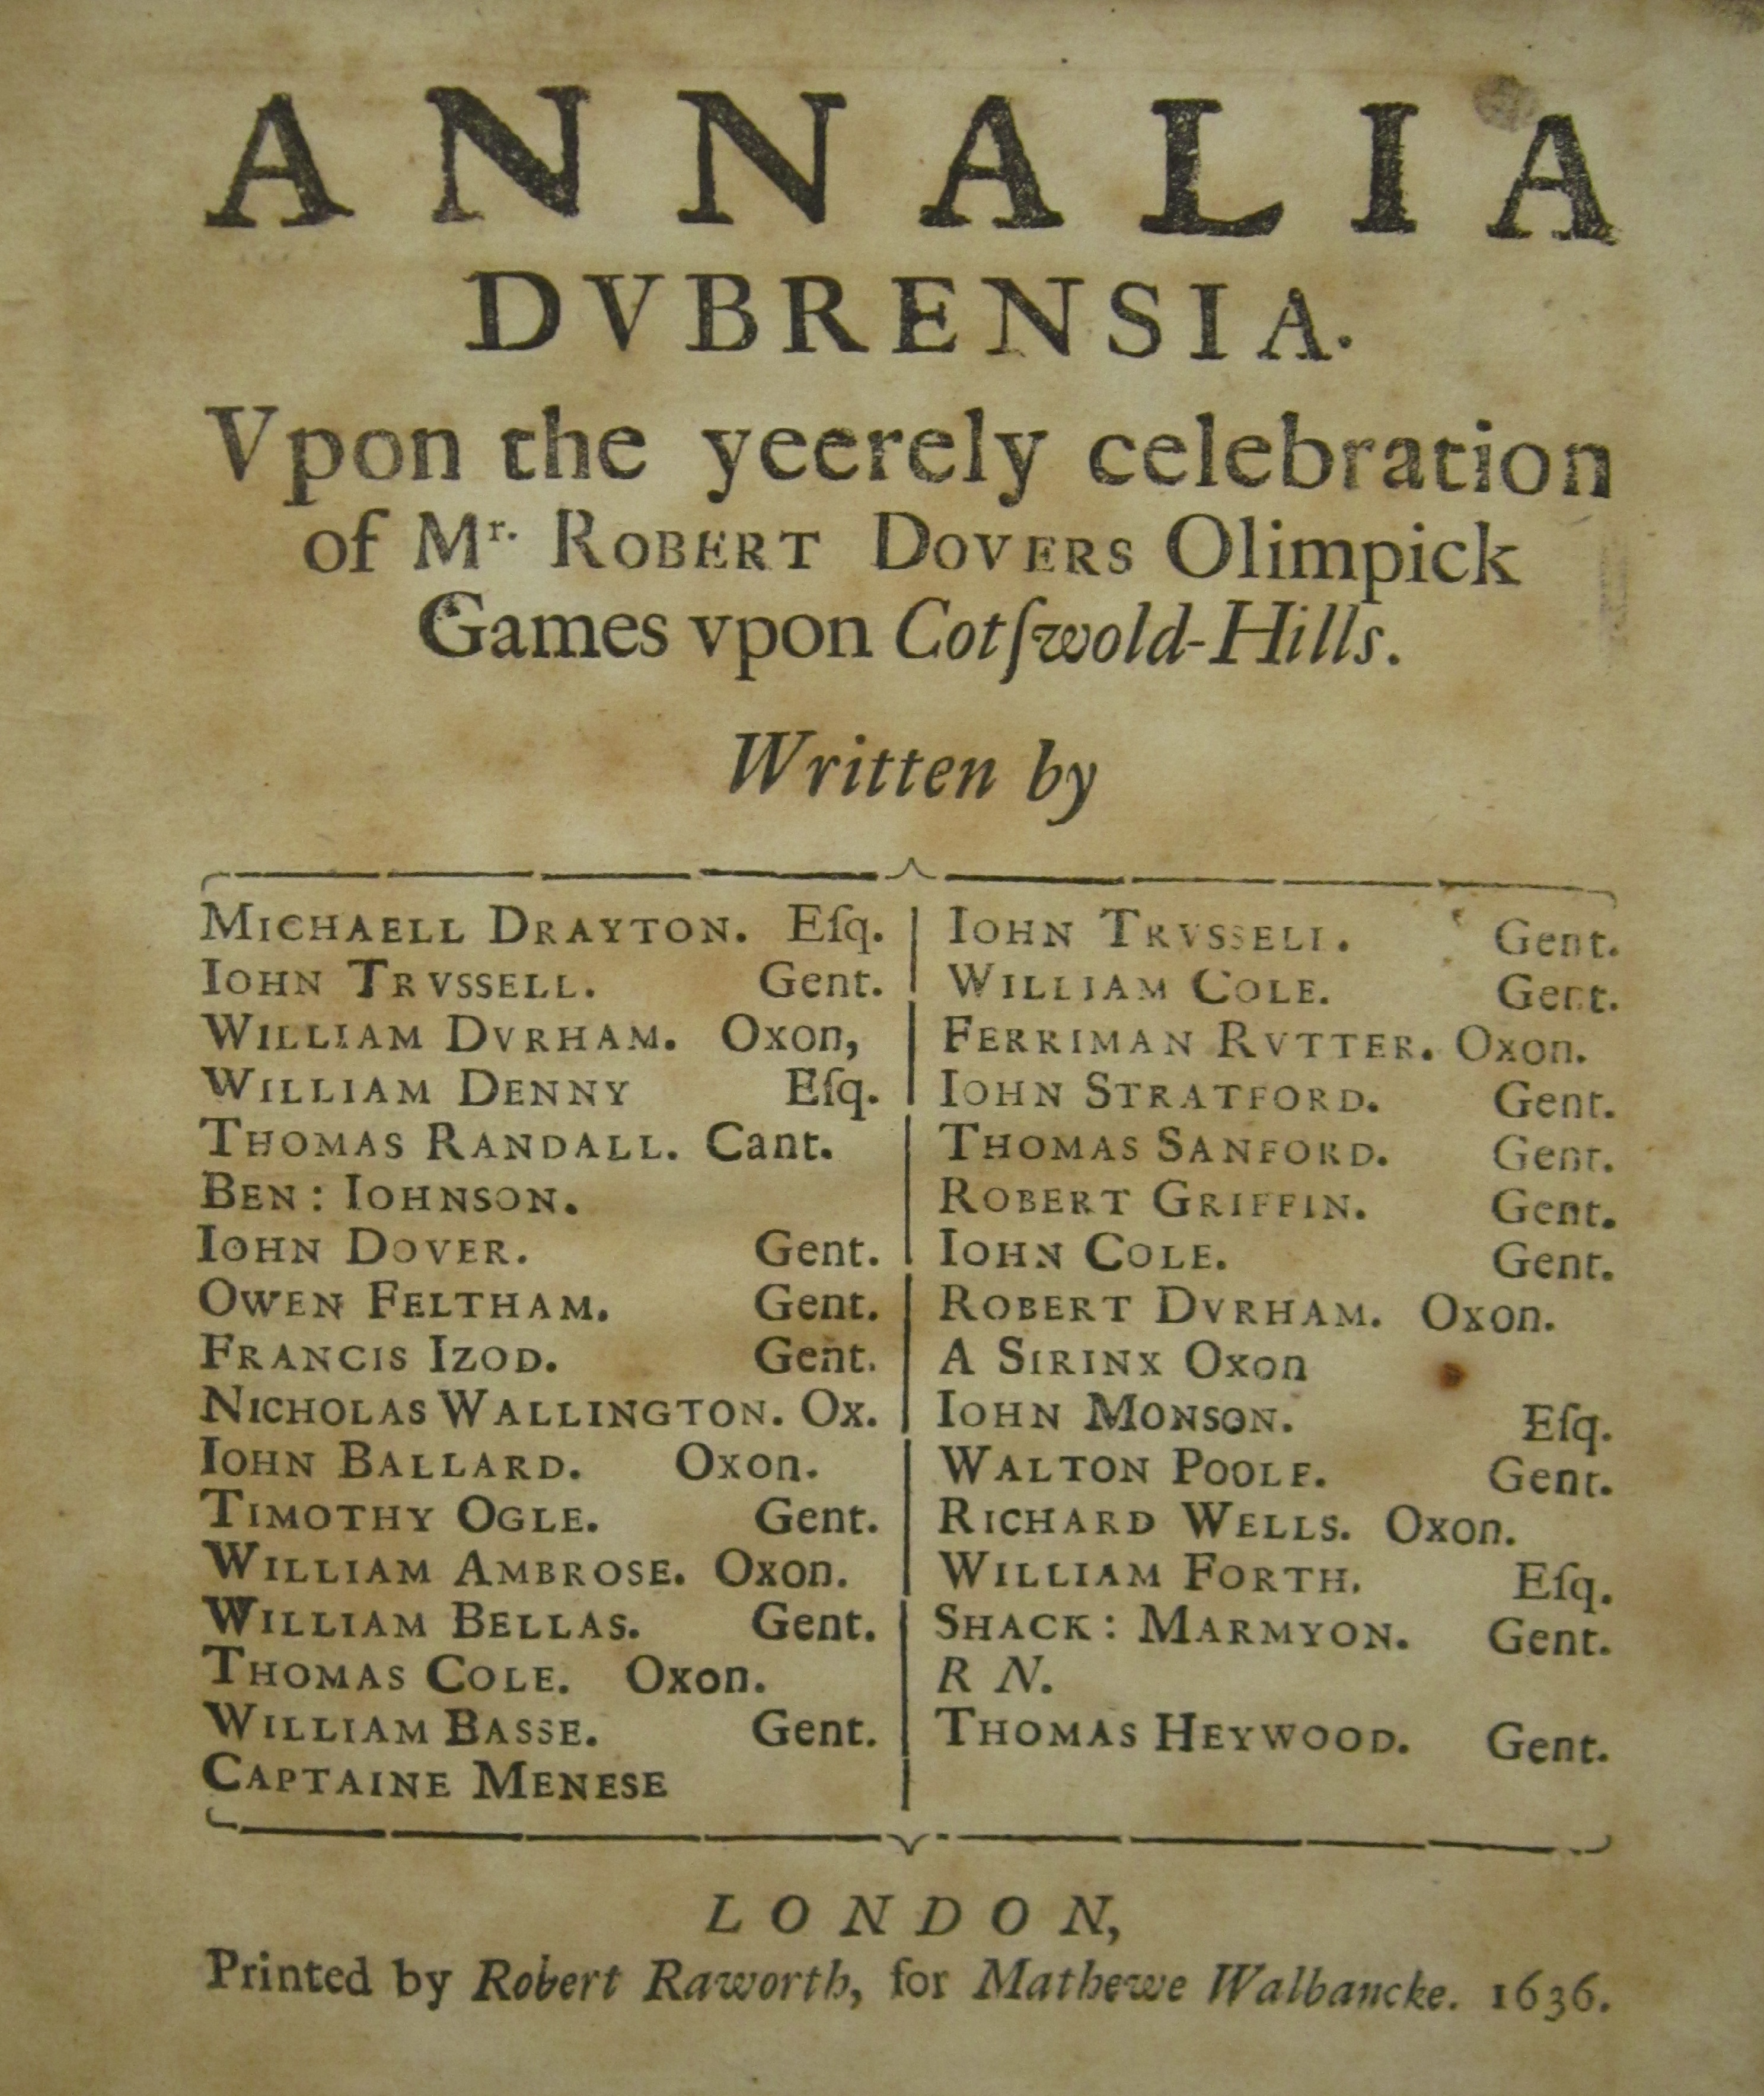 ANNALIA
DVBRENSIA.
Vpon the yeerely celebration
of Mr. ROBERT DOVERS Olimpick
Games vpon Cotſwold-Hills.
Written by
MICHAELL DRAYTON. Eſq.
IOHN TRVSSELL. Gent.
WILLIAM DVRHAM. Oxon,
WILLIAM DENNY Eſq.
THOMAS RANDALL. Cant.
BEN: IOHNSON.
IOHN DOVER. Gent.
OWEN FELTHAM. Gent.
FRANCIS IZOD. Gent.
NICHOLAS WALLINGTON. Ox.
IOHN BALLARD. Oxon.
TIMOTHY OGLE. Gent.
WILLIAM AMBROSE. Oxon.
WILLIAM BELLAS. Gent.
THOMAS COLE. Oxon.
WILLIAM BASSE. Gent.
CAPTAINE MENESE
IOHN TRVSSELL. Gent.
WILLIAM COLE. Gent.
FERRIMAN RVTTER. Oxon.
IOHN STRATFORD. Gent.
THOMAS SANFORD. Gent.
ROBERT GRIFFIN. Gent.
IOHN COLE. Gent.
ROBERT DVRHAM. Oxon.
A SIRINX Oxon
IOHN MONSON. Eſq.
WALTON POOLE. Gent.
RICHARD WELLS. Oxon.
WILLIAM FORTH. Eſq.
SHACK: MARMYON. Gent.
R N.
THOMAS HEYWOOD. Gent.
LONDON,
Printed by Robert Raworth, for Mathewe Walbancke. 1636.